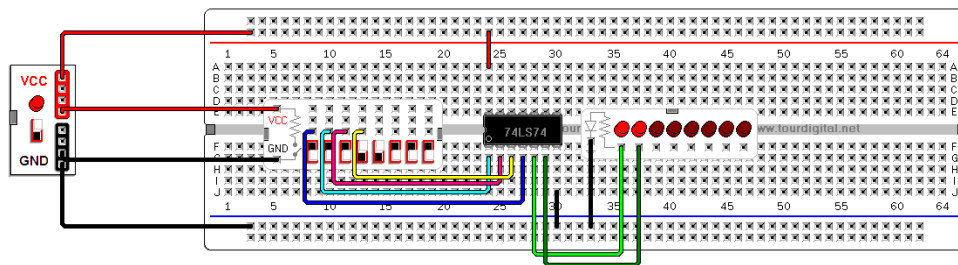 1 5 10 15 20 25 30 35 40 45 50 55 60 64
A A
B B
C C
D D
E E
VCC
VCC
74LS74
www.tourdigital.net
GND
GND
F F
G G
H H
I I
J J
1 5 10 15 20 25 30 35 40 45 50 55 60 64